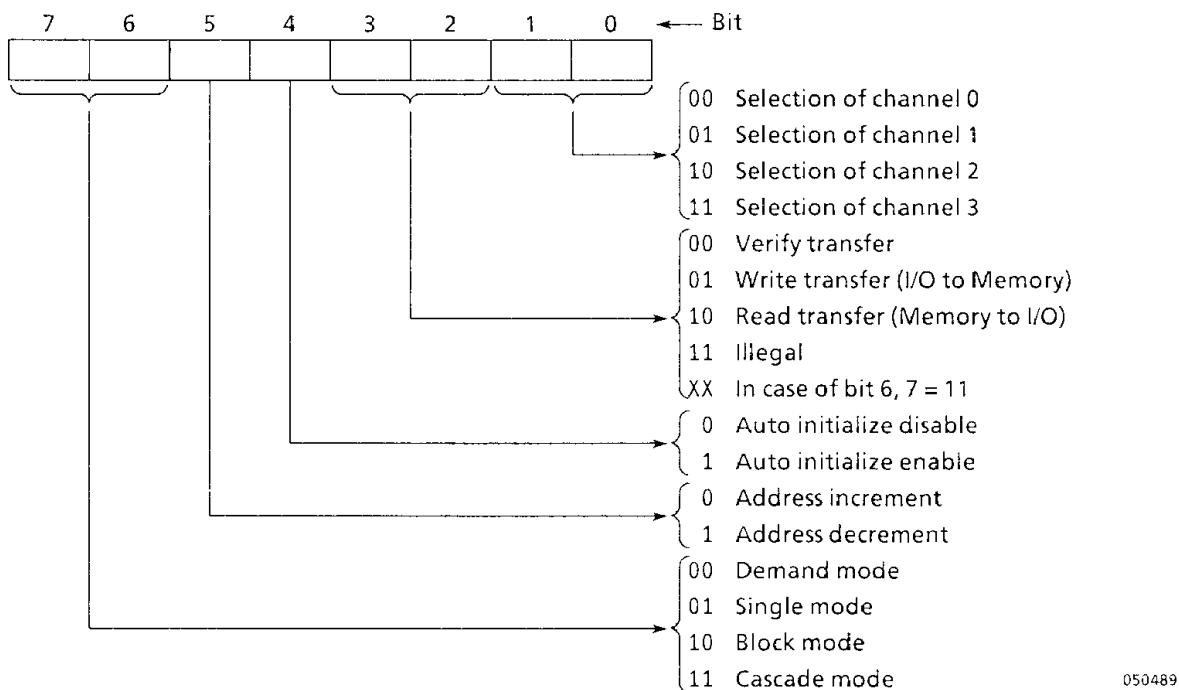 7 6 5 4 3 2 1 0 Bit
00 Selection of channel 0
01 Selection of channel 1
10 Selection of channel 2
11 Selection of channel 3
00 Verify transfer
01 Write transfer (I/O to Memory)
10 Read transfer (Memory to I/O)
11 Illegal
XX In case of bit 6, 7 = 11
0 Auto initialize disable
1 Auto initialize enable
0 Address increment
1 Address decrement
00 Demand mode
01 Single mode
10 Block mode
11 Cascade mode
050489